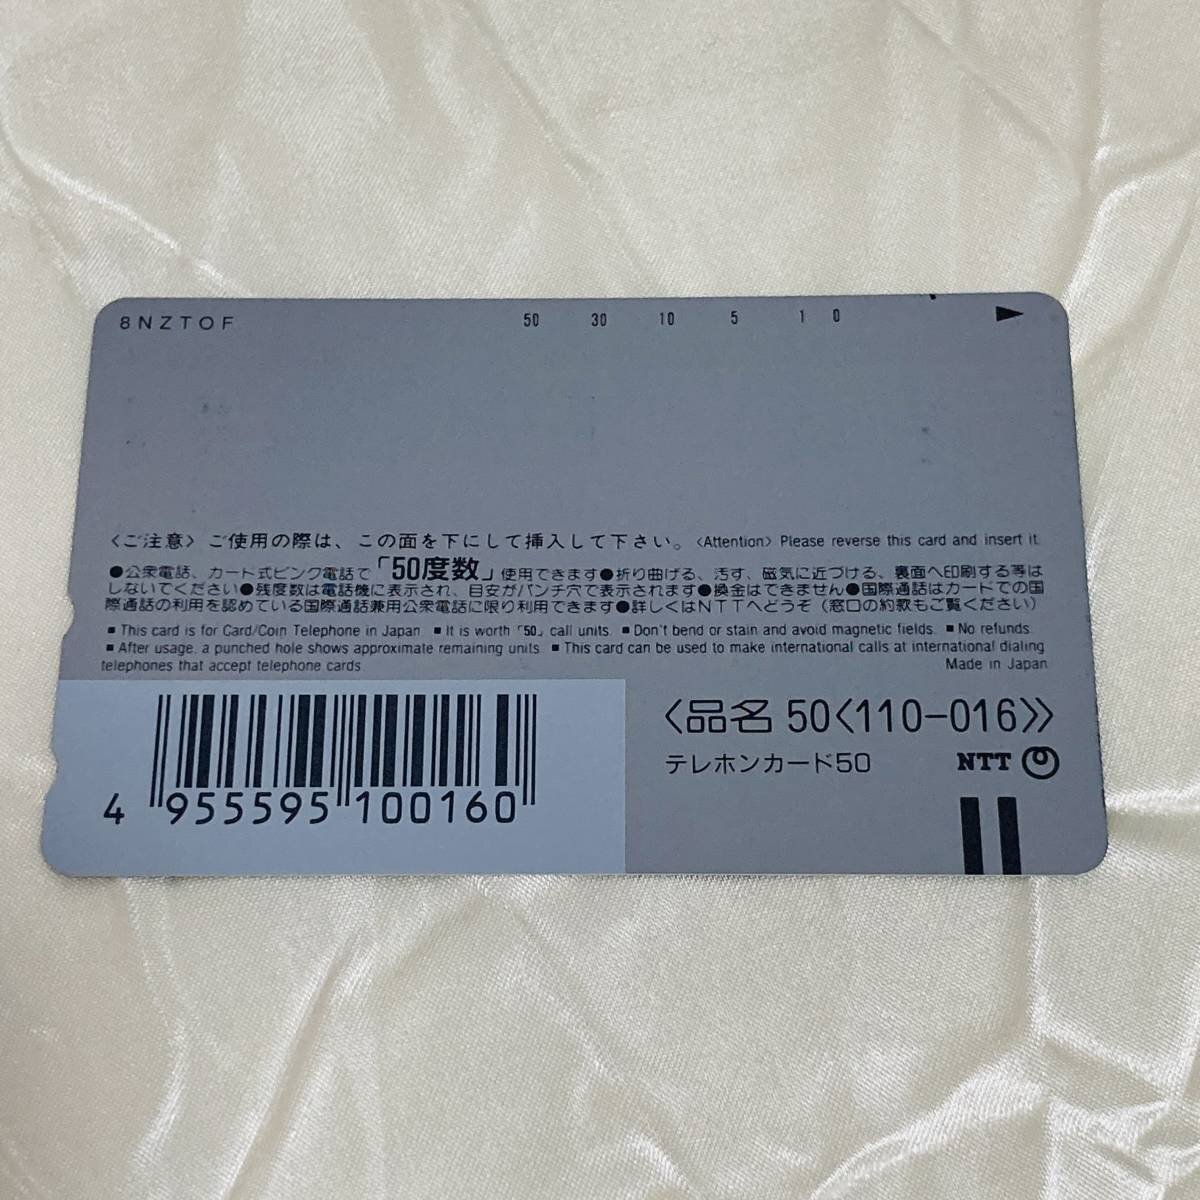 8NZTOF 50 30 10 5 1 0
〈ご注意〉ご使用の際は、この面を下にして挿入して下さい。〈Attention〉Please reverse this card and insert it.
●公衆電話、カード式ピンク電話で「50度数」使用できます●折り曲げる、汚す、磁気に近づける、裏面へ印刷する等は
しないでください●残度数は電話機に表示され、目安がパンチ穴で表示されます●換金はできません●国際通話はカードでの国
際通話の利用を認めている国際通話兼用公衆電話に限り利用できます●詳しくはNTTへどうぞ（窓口の約款もご覧ください）
■ This card is for Card/Coin Telephone in Japan. ■ It is worth「50」call units. ■ Don't bend or stain and avoid magnetic fields. ■ No refunds.
■ After usage, a punched hole shows approximate remaining units. ■ This card can be used to make international calls at international dialing
telephones that accept telephone cards. Made in Japan
〈品名 50〈110-016〉〉
テレホンカード50 NTT
4 955595 100160